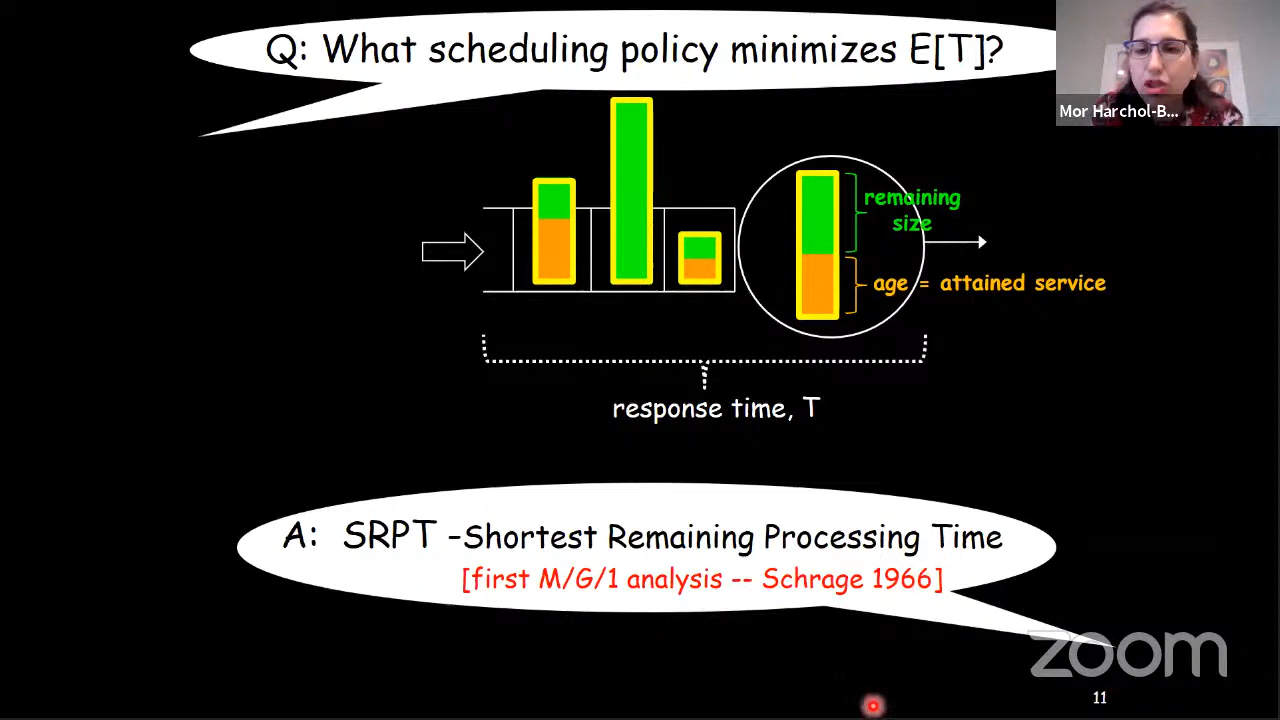 Q: What scheduling policy minimizes E[T]?
Mor Harchol-B...
remaining
size
age = attained service
response time, T
A: SRPT -Shortest Remaining Processing Time
[first M/G/1 analysis -- Schrage 1966]
zoom
11